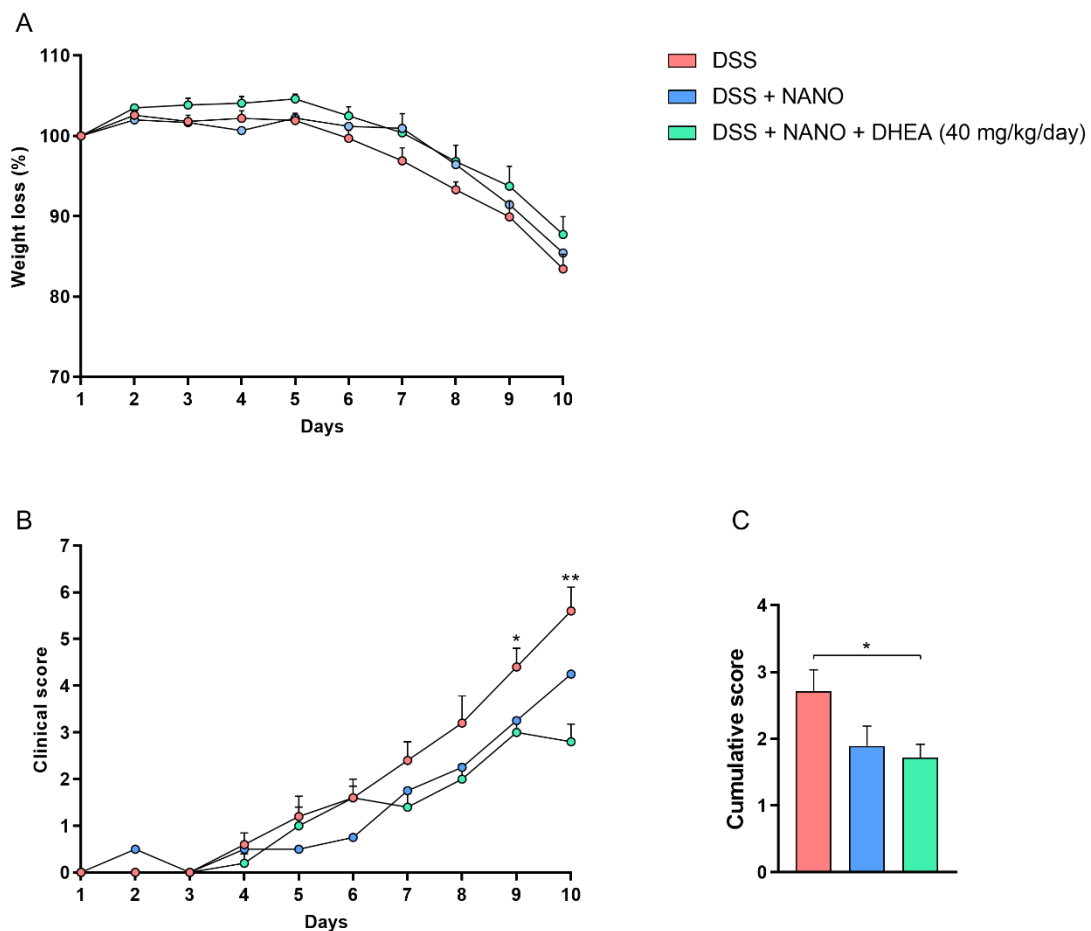 A
110
100
90
80
70
Weight loss (%)
1 2 3 4 5 6 7 8 9 10
Days
DSS
DSS + NANO
DSS + NANO + DHEA (40 mg/kg/day)
B
7
6
5
4
3
2
1
0
Clinical score
*
**
1 2 3 4 5 6 7 8 9 10
Days
C
4
3
2
1
0
Cumulative score
*